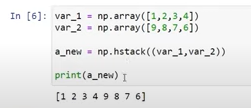 In [6]: var_1 = np.array([1,2,3,4])
var_2 = np.array([9,8,7,6])
a_new = np.hstack((var_1,var_2))
print(a_new)
[1 2 3 4 9 8 7 6]